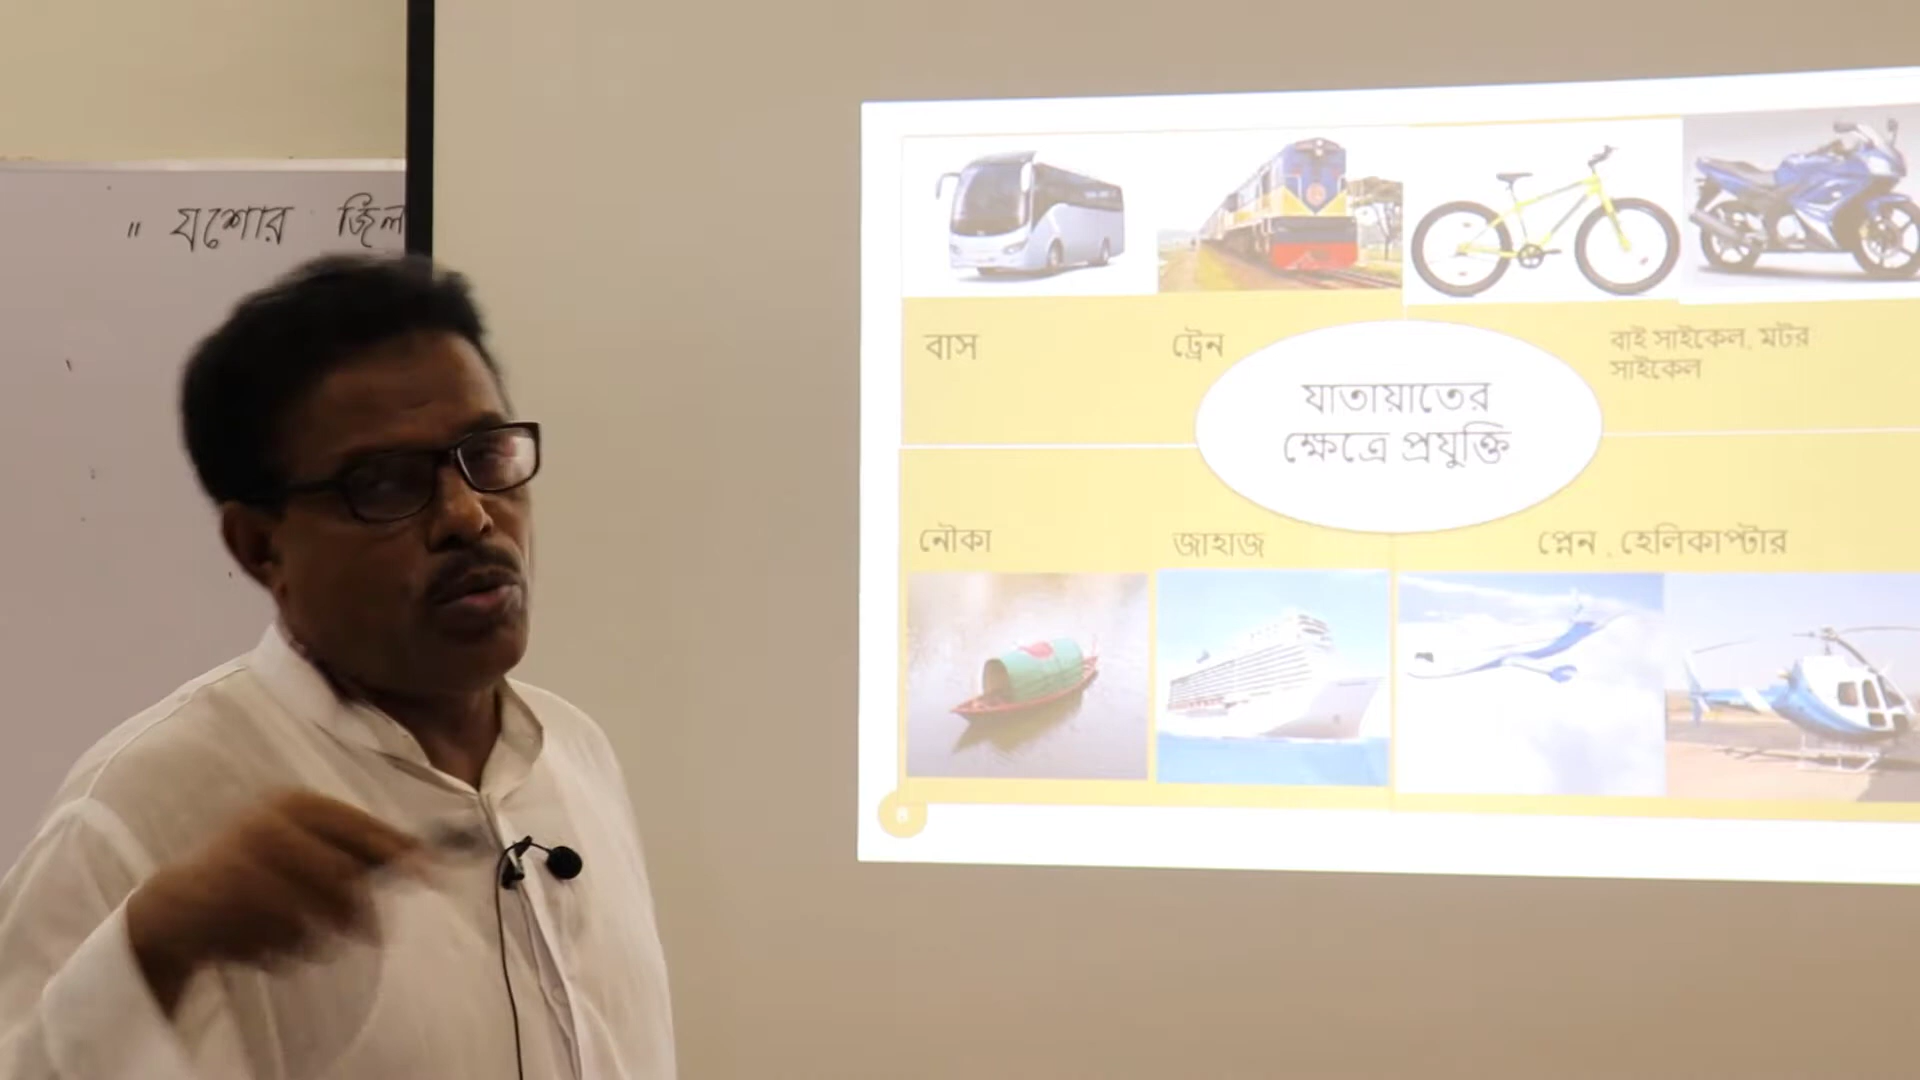 " যশোর জিল
বাস
ট্রেন
বাই সাইকেল, মটর
সাইকেল
যাতায়াতের
ক্ষেত্রে প্রযুক্তি
নৌকা
জাহাজ
প্লেন , হেলিকাপ্টার